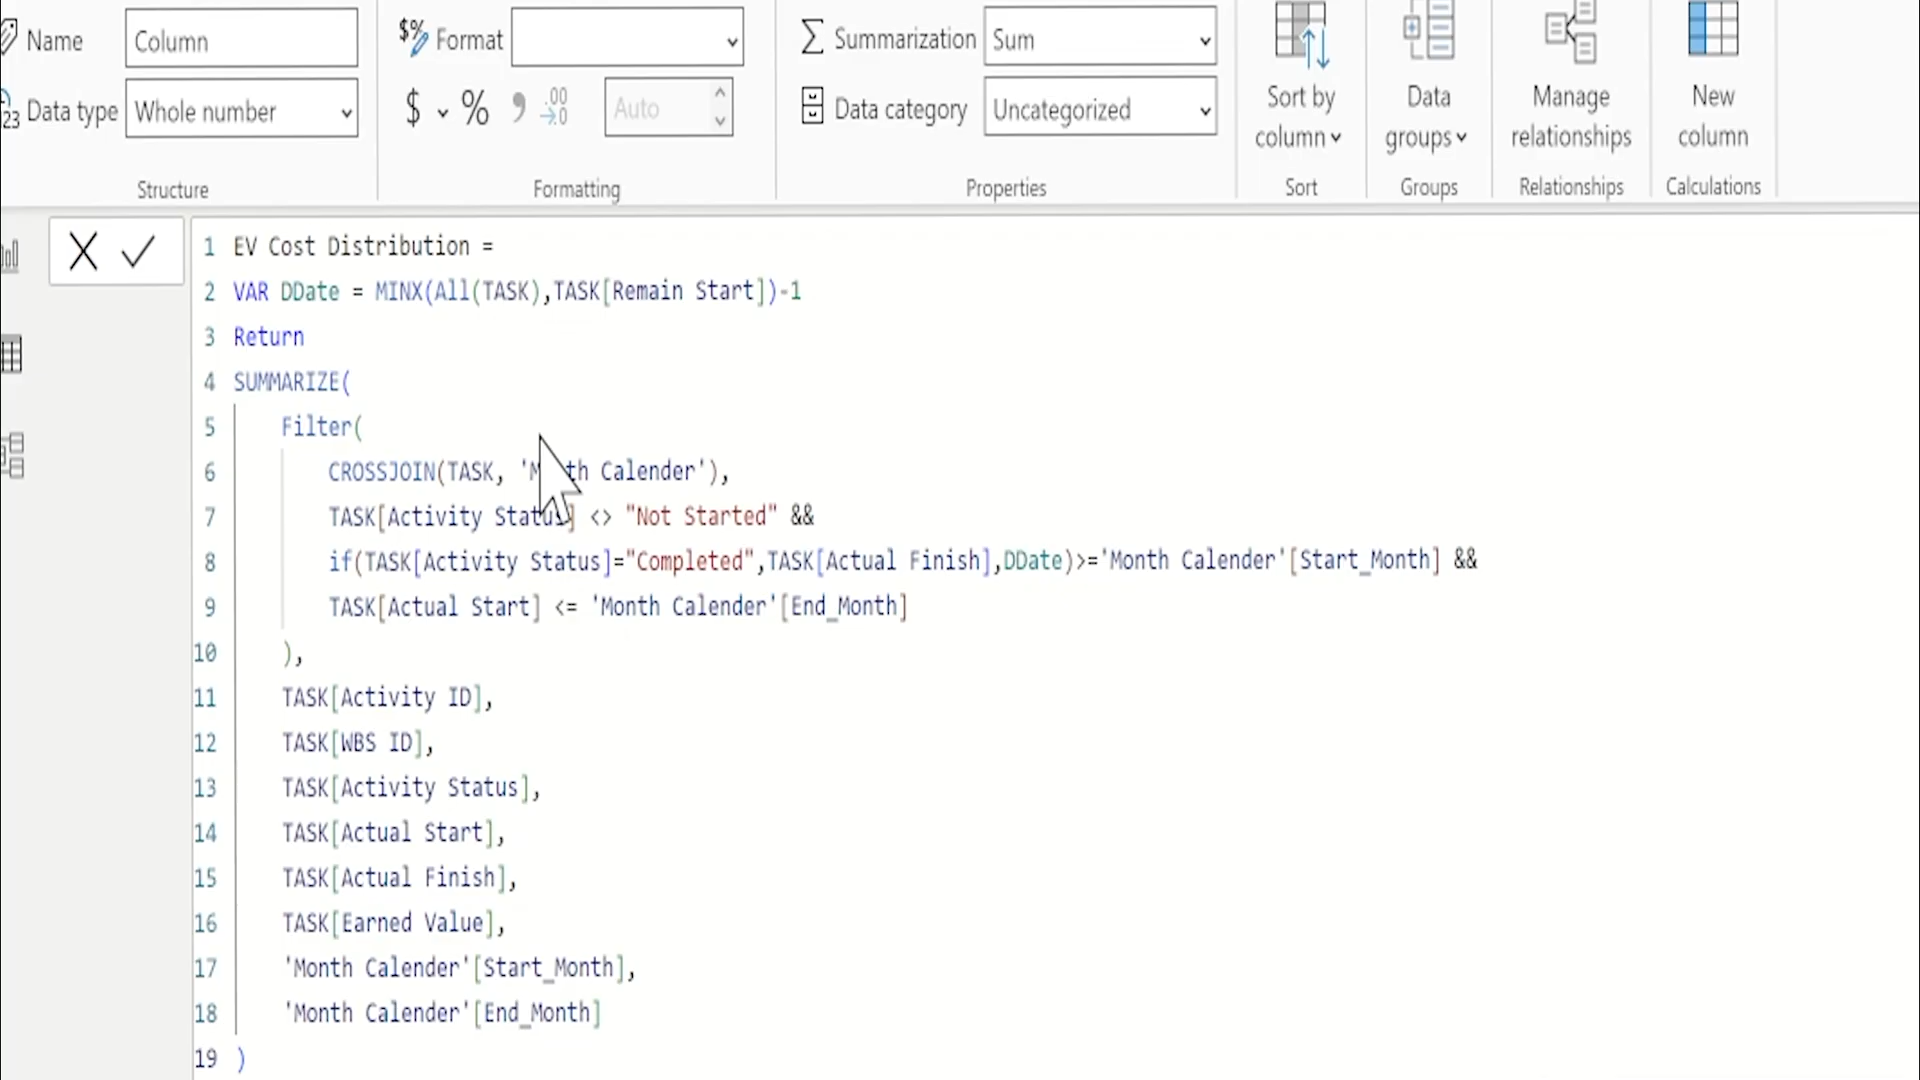 Name Column
$% Format
Summarization Sum
Data type Whole number
$ % Auto
Data category Uncategorized
Sort by column
Data groups
Manage relationships
New column
Structure Formatting Properties Sort Groups Relationships Calculations
1 EV Cost Distribution =
2 VAR DDate = MINX(All(TASK),TASK[Remain Start])-1
3 Return
4 SUMMARIZE(
5 Filter(
6 CROSSJOIN(TASK, 'Month Calender'),
7 TASK[Activity Status] <> "Not Started" &&
8 if(TASK[Activity Status]="Completed",TASK[Actual Finish],DDate)>='Month Calender'[Start_Month] &&
9 TASK[Actual Start] <= 'Month Calender'[End_Month]
10 ),
11 TASK[Activity ID],
12 TASK[WBS ID],
13 TASK[Activity Status],
14 TASK[Actual Start],
15 TASK[Actual Finish],
16 TASK[Earned Value],
17 'Month Calender'[Start_Month],
18 'Month Calender'[End_Month]
19 )